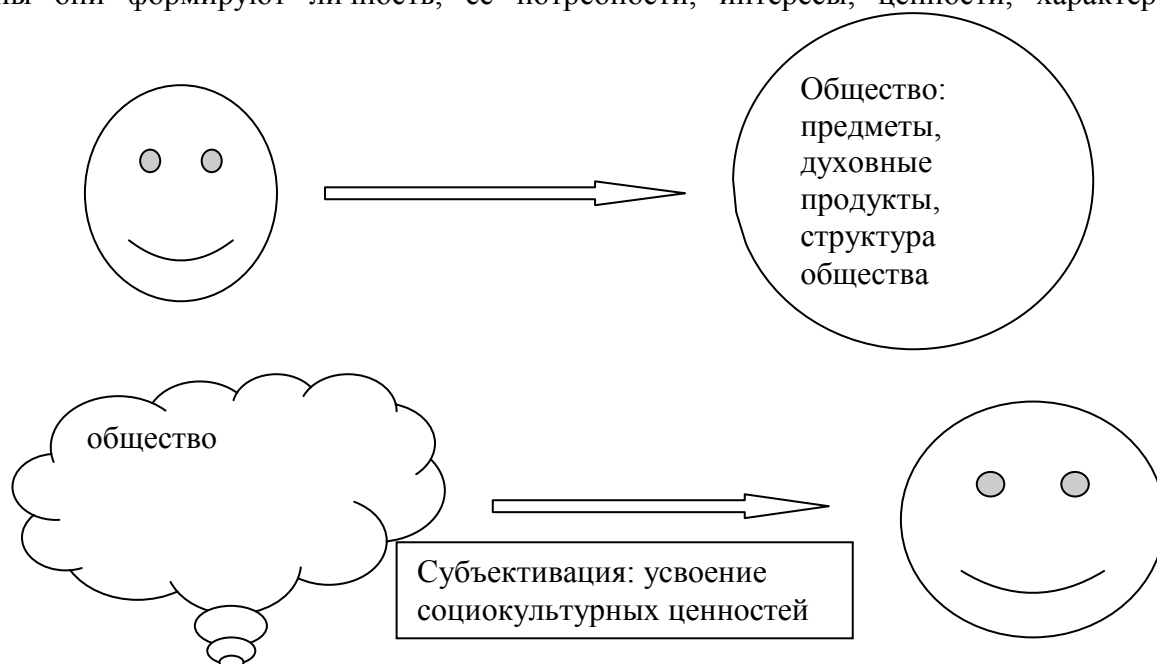 ны они формируют личность, ее потребности, интересы, ценности, характер
Общество:
предметы,
духовные
продукты,
структура
общества
общество
Субъективация: усвоение
социокультурных ценностей